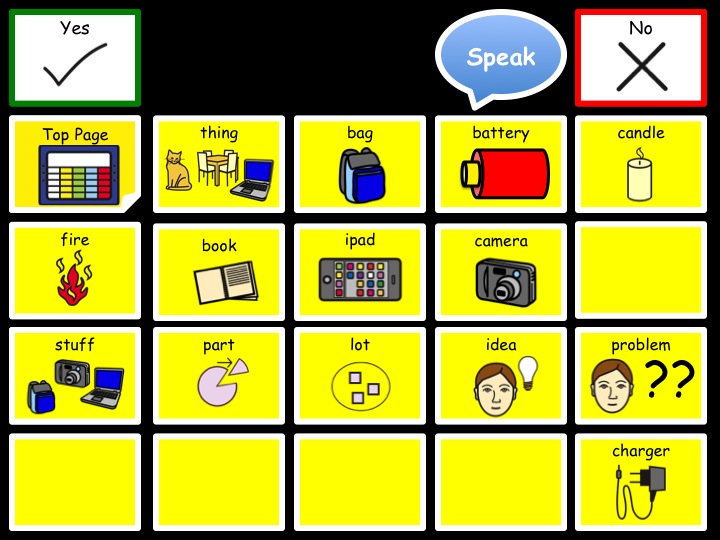 Yes
Speak
No
Top Page
thing
bag
battery
candle
fire
book
ipad
camera
stuff
part
lot
idea
problem
??
charger